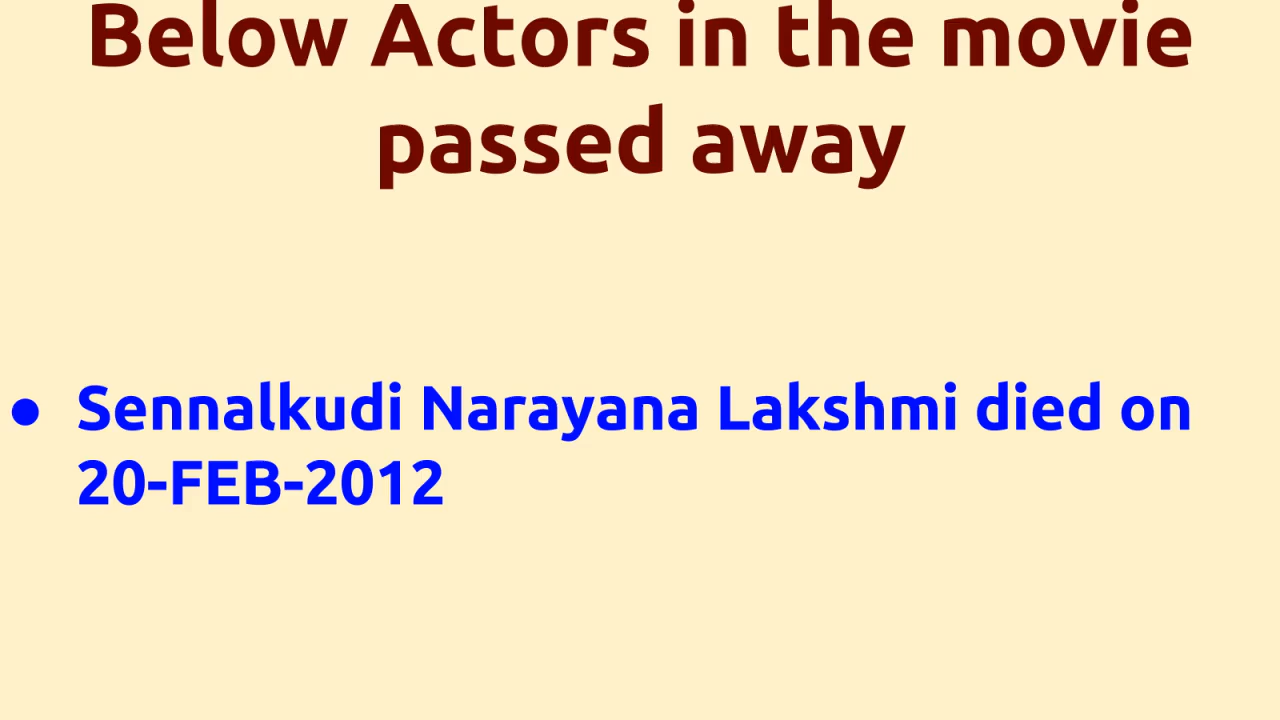 Below Actors in the movie
passed away
● Sennalkudi Narayana Lakshmi died on
20-FEB-2012